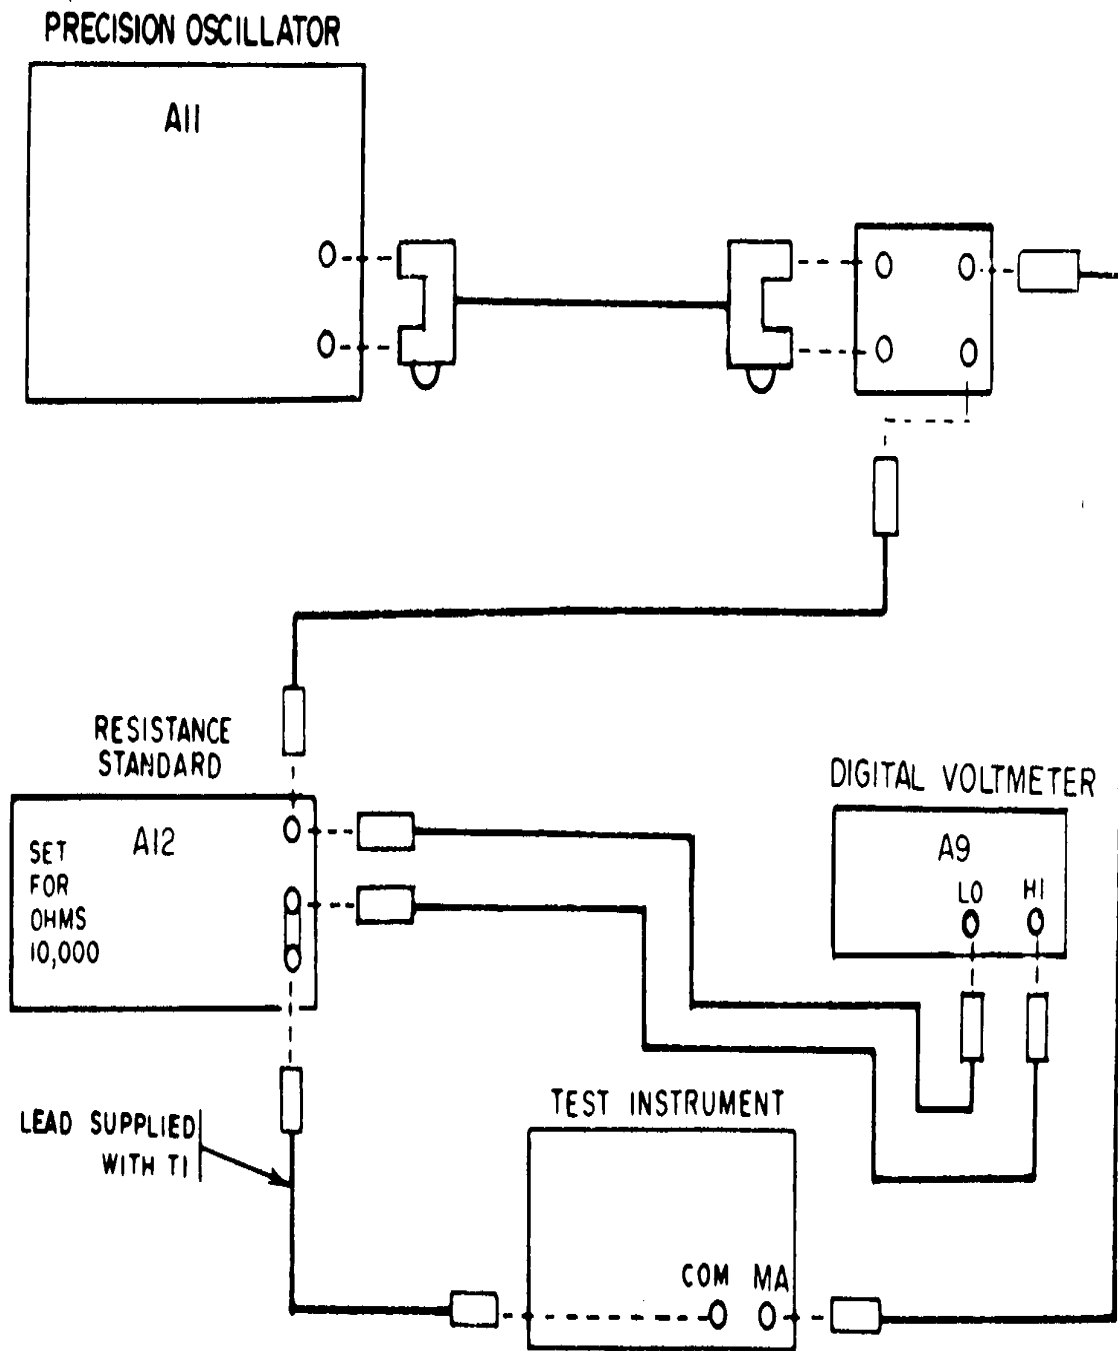 PRECISION OSCILLATOR
A11
RESISTANCE
STANDARD
A12
SET
FOR
OHMS
10,000
DIGITAL VOLTMETER
A9
LO
HI
LEAD SUPPLIED
WITH TI
TEST INSTRUMENT
COM
MA